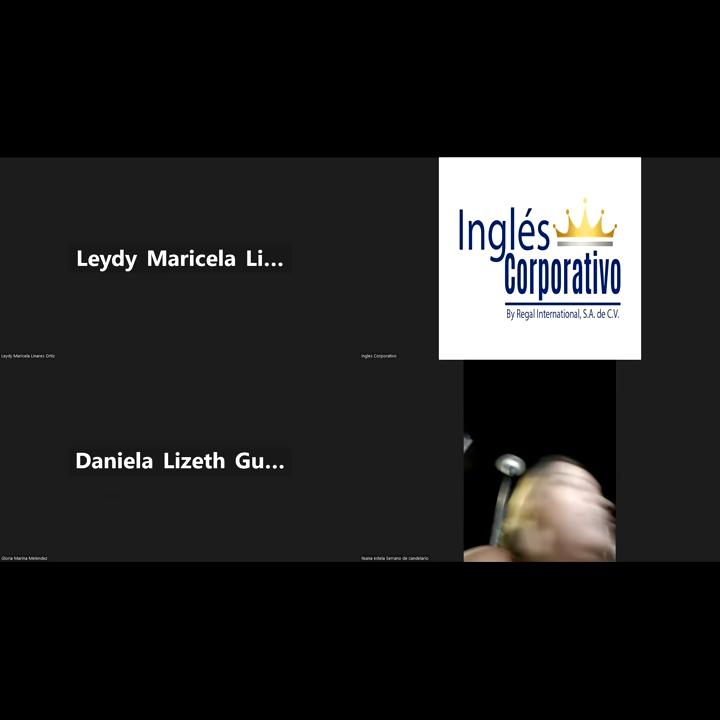 Leydy Maricela Li...
Inglés
Corporativo
By Regal International, S.A. de C.V.
Leydy Maricela Linares Ortiz
Inglés Corporativo
Daniela Lizeth Gu...
Gloria Marina Melendez
Ileana estela Serrano de candelario